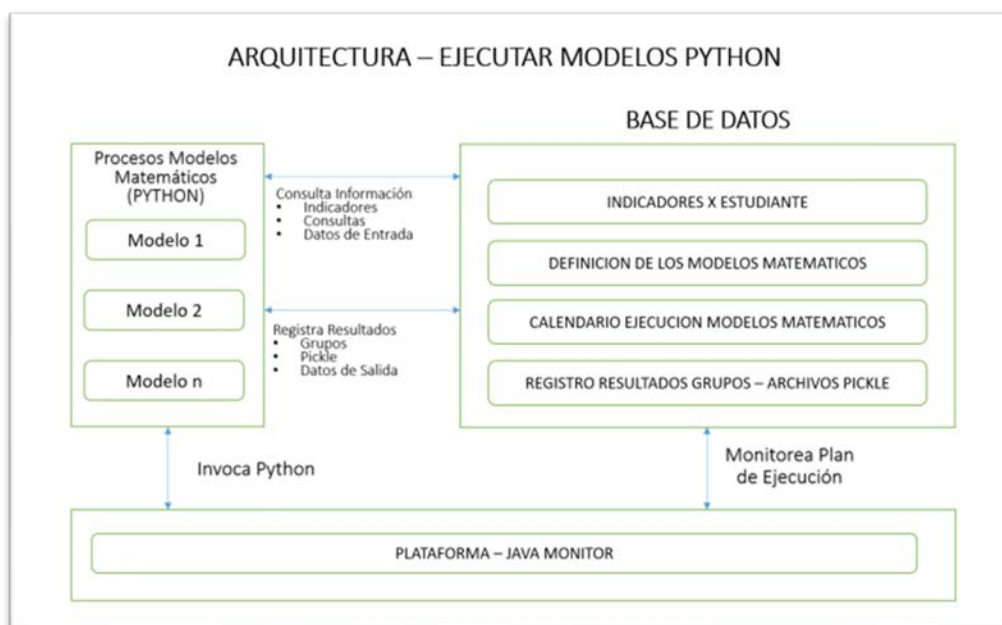 ARQUITECTURA – EJECUTAR MODELOS PYTHON
BASE DE DATOS
Procesos Modelos
Matemáticos
(PYTHON)
Modelo 1
Modelo 2
Modelo n
Consulta Información
• Indicadores
• Consultas
• Datos de Entrada
Registra Resultados
• Grupos
• Pickle
• Datos de Salida
INDICADORES X ESTUDIANTE
DEFINICION DE LOS MODELOS MATEMATICOS
CALENDARIO EJECUCION MODELOS MATEMATICOS
REGISTRO RESULTADOS GRUPOS – ARCHIVOS PICKLE
Invoca Python
Monitorea Plan
de Ejecución
PLATAFORMA – JAVA MONITOR